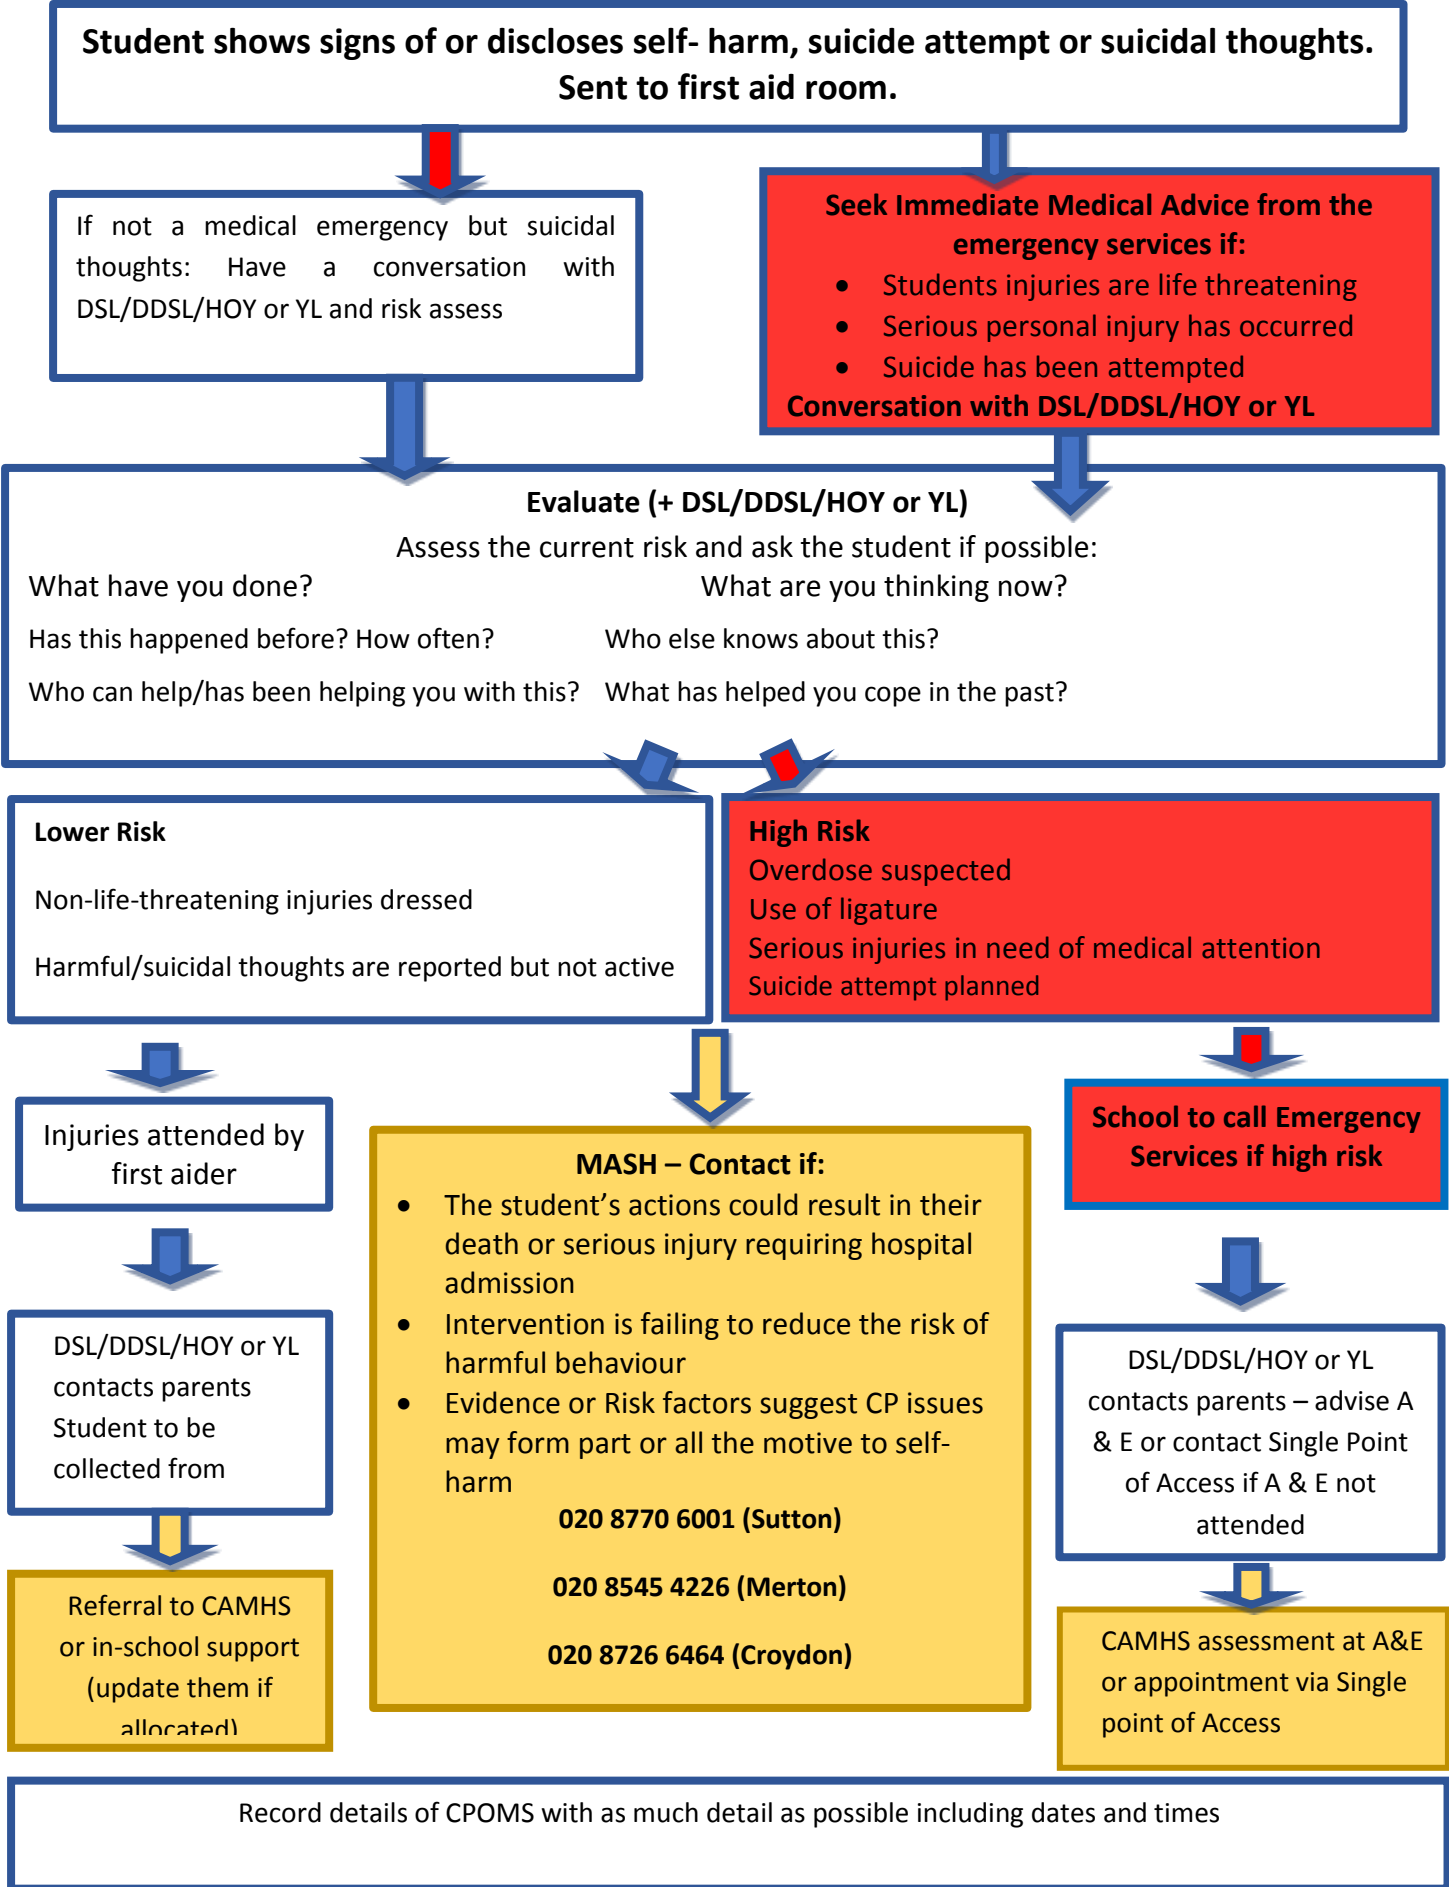 Student shows signs of or discloses self- harm, suicide attempt or suicidal thoughts.
Sent to first aid room.
If not a medical emergency but suicidal
thoughts: Have a conversation with
DSL/DDSL/HOY or YL and risk assess
Seek Immediate Medical Advice from the
emergency services if:
• Students injuries are life threatening
• Serious personal injury has occurred
• Suicide has been attempted
Conversation with DSL/DDSL/HOY or YL
Evaluate (+ DSL/DDSL/HOY or YL)
Assess the current risk and ask the student if possible:
What have you done? What are you thinking now?
Has this happened before? How often? Who else knows about this?
Who can help/has been helping you with this? What has helped you cope in the past?
Lower Risk
Non-life-threatening injuries dressed
Harmful/suicidal thoughts are reported but not active
High Risk
Overdose suspected
Use of ligature
Serious injuries in need of medical attention
Suicide attempt planned
Injuries attended by
first aider
DSL/DDSL/HOY or YL
contacts parents
Student to be
collected from
Referral to CAMHS
or in-school support
(update them if
allocated)
MASH – Contact if:
• The student’s actions could result in their
death or serious injury requiring hospital
admission
• Intervention is failing to reduce the risk of
harmful behaviour
• Evidence or Risk factors suggest CP issues
may form part or all the motive to self-
harm
020 8770 6001 (Sutton)
020 8545 4226 (Merton)
020 8726 6464 (Croydon)
School to call Emergency
Services if high risk
DSL/DDSL/HOY or YL
contacts parents – advise A
& E or contact Single Point
of Access if A & E not
attended
CAMHS assessment at A&E
or appointment via Single
point of Access
Record details of CPOMS with as much detail as possible including dates and times